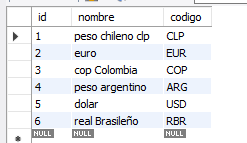 id nombre codigo
1 peso chileno clp CLP
2 euro EUR
3 cop Colombia COP
4 peso argentino ARG
5 dolar USD
6 real Brasileño RBR
NULL NULL NULL